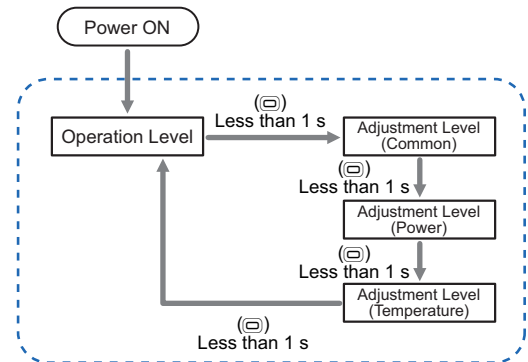 Power ON
Operation Level
( )
Less than 1 s
Adjustment Level
(Common)
( )
Less than 1 s
Adjustment Level
(Power)
( )
Less than 1 s
Adjustment Level
(Temperature)
( )
Less than 1 s